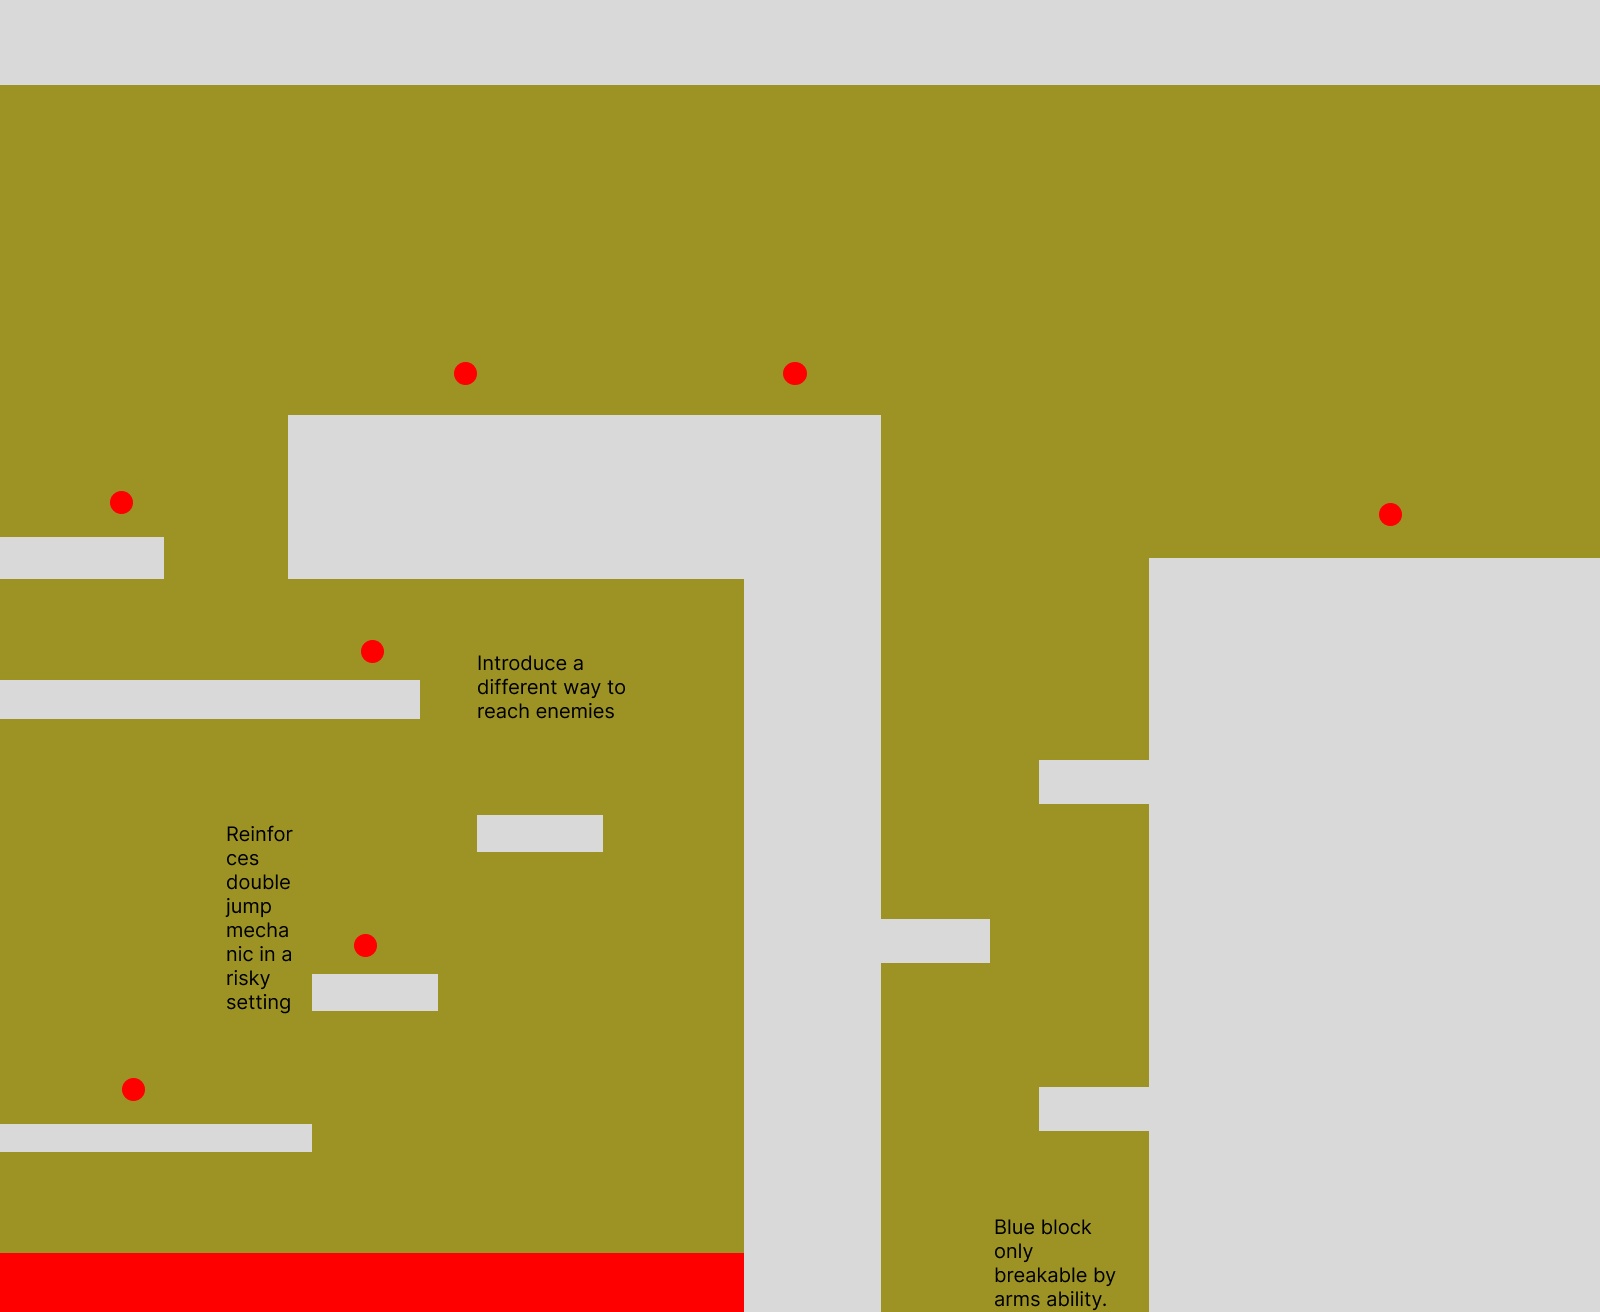 Introduce a
different way to
reach enemies
Reinfor
ces
double
jump
mecha
nic in a
risky
setting
Blue block
only
breakable by
arms ability.